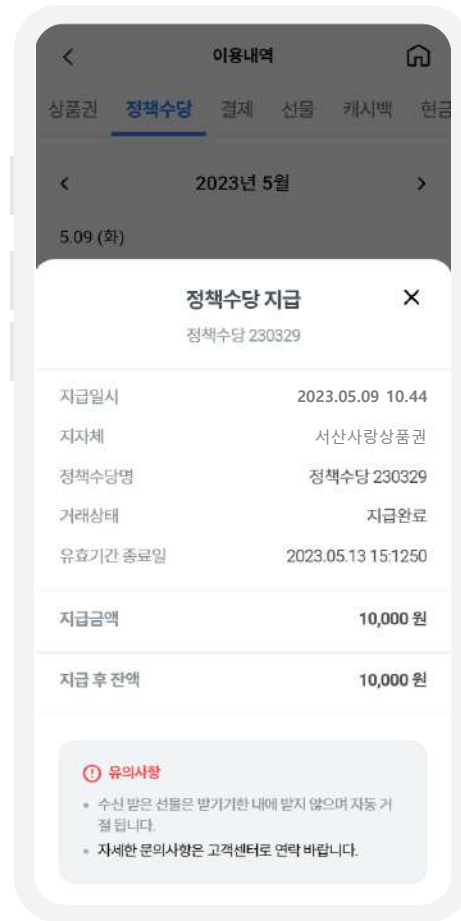 이용내역
상품권 정책수당 결제 선물 캐시백 현금
2023년 5월
5.09 (화)
정책수당 지급
정책수당 230329
지급일시 2023.05.09 10.44
지자체 서산사랑상품권
정책수당명 정책수당 230329
거래상태 지급완료
유효기간 종료일 2023.05.13 15:1250
지급금액 10,000 원
지급 후 잔액 10,000 원
유의사항
수신 받은 선물은 받기기한 내에 받지 않으며 자동 거
절 됩니다.
자세한 문의사항은 고객센터로 연락 바랍니다.